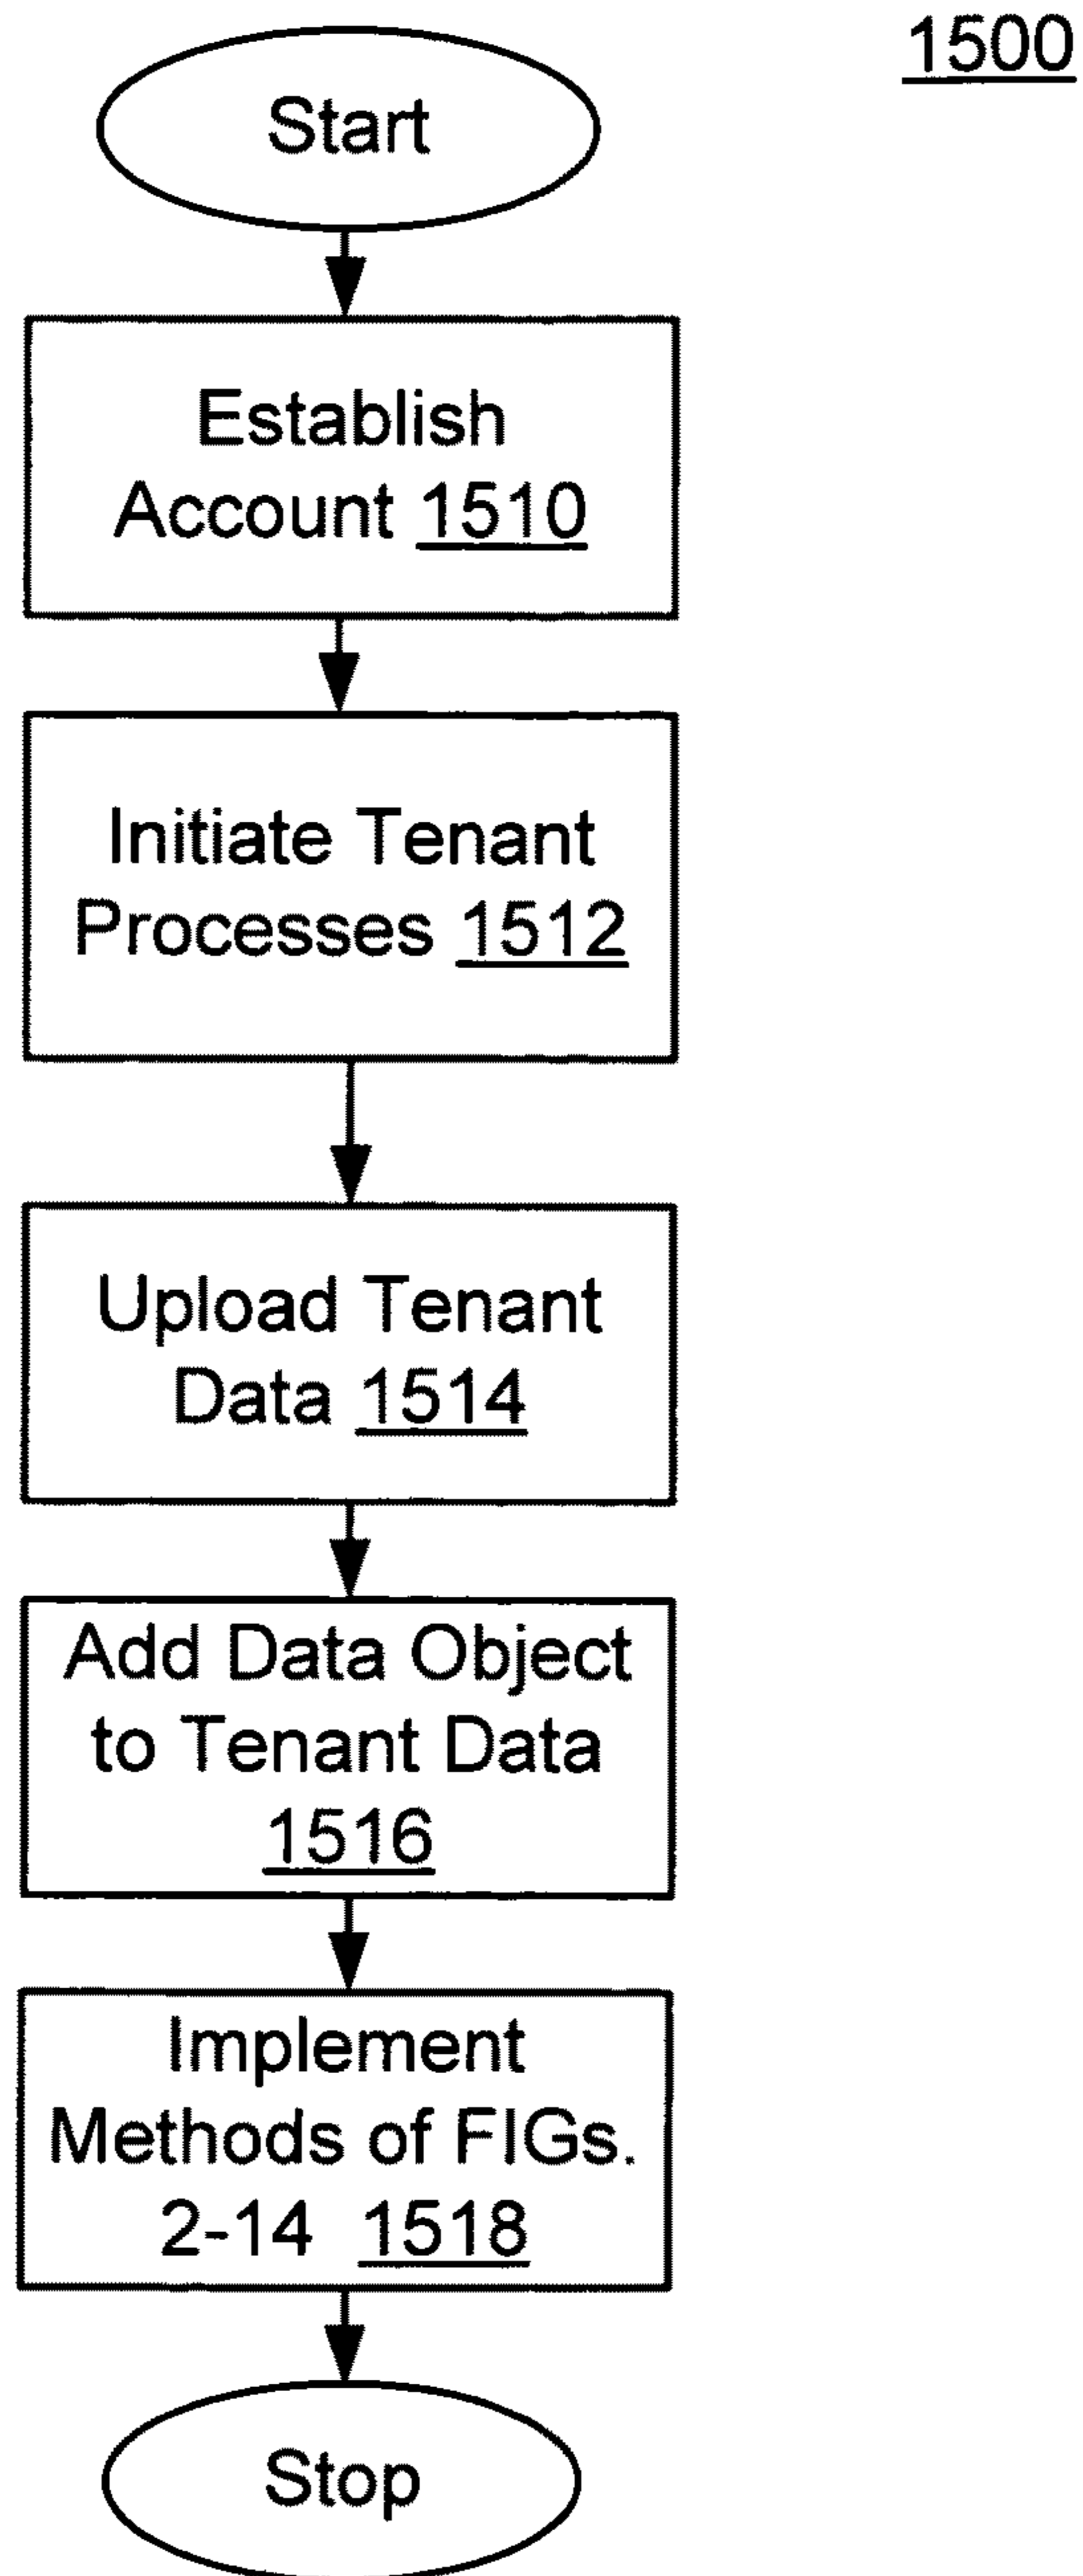 1500
Start
Establish
Account 1510
Initiate Tenant
Processes 1512
Upload Tenant
Data 1514
Add Data Object
to Tenant Data
1516
Implement
Methods of FIGs.
2-14 1518
Stop